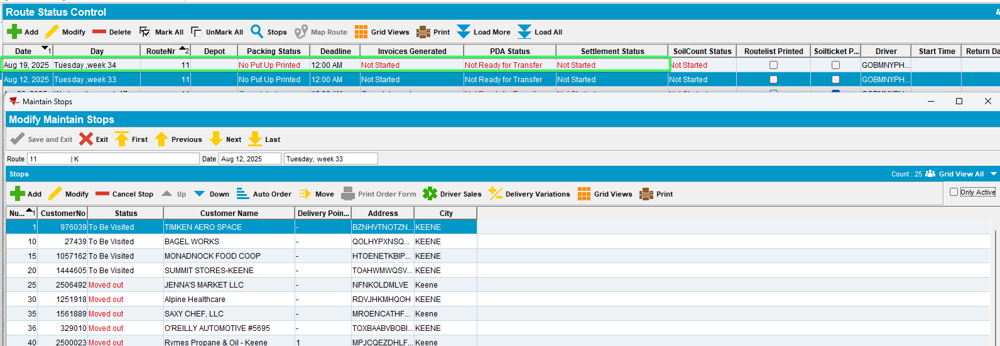 Route Status Control
Add Modify Delete Mark All UnMark All Stops Map Route Grid Views Print Load More Load All
Date 1 Day RouteNr 2 Depot Packing Status Deadline Invoices Generated PDA Status Settlement Status SoilCount Status Routelist Printed Soilticket P... Driver Start Time Return Da
Aug 19, 2025 Tuesday ,week 34 11 No Put Up Printed 12:00 AM Not Started Not Ready for Transfer Not Started Not Started GOBMNYPH...
Aug 12, 2025 Tuesday ,week 33 11 No Put Up Printed 12:00 AM Not Started Not Ready for Transfer Not Started Not Started GOBMNYPH...
Maintain Stops
Modify Maintain Stops
Save and Exit Exit First Previous Next Last
Route 11 | K Date Aug 12, 2025 Tuesday, week 33
Stops Count : 25 Grid View All
Add Modify Cancel Stop Up Down Auto Order Move Print Order Form Driver Sales Delivery Variations Grid Views Print Only Active
Nu... 1 CustomerNo Status Customer Name Delivery Poin... Address City
1 976039 To Be Visited TIMKEN AERO SPACE - BZNHVTNOTZN... KEENE
10 27439 To Be Visited BAGEL WORKS - QOLHYPXNSQ... KEENE
15 1057162 To Be Visited MONADNOCK FOOD COOP - HTOENETKBIP... KEENE
20 1444605 To Be Visited SUMMIT STORES-KEENE - TOAHWMWQSV... KEENE
25 2506492 Moved out JENNA'S MARKET LLC - NFNKOLDMLVE Keene
30 1251918 Moved out Alpine Healthcare - RDVJHKMHQOH KEENE
35 1561889 Moved out SAXY CHEF, LLC - MROENCATHF... Keene
36 329010 Moved out O'REILLY AUTOMOTIVE #5695 - TOXBAABVBOBI... KEENE
40 2500023 Moved out Rymes Propane & Oil - Keene 1 MPJCQEZDHLF... Keene